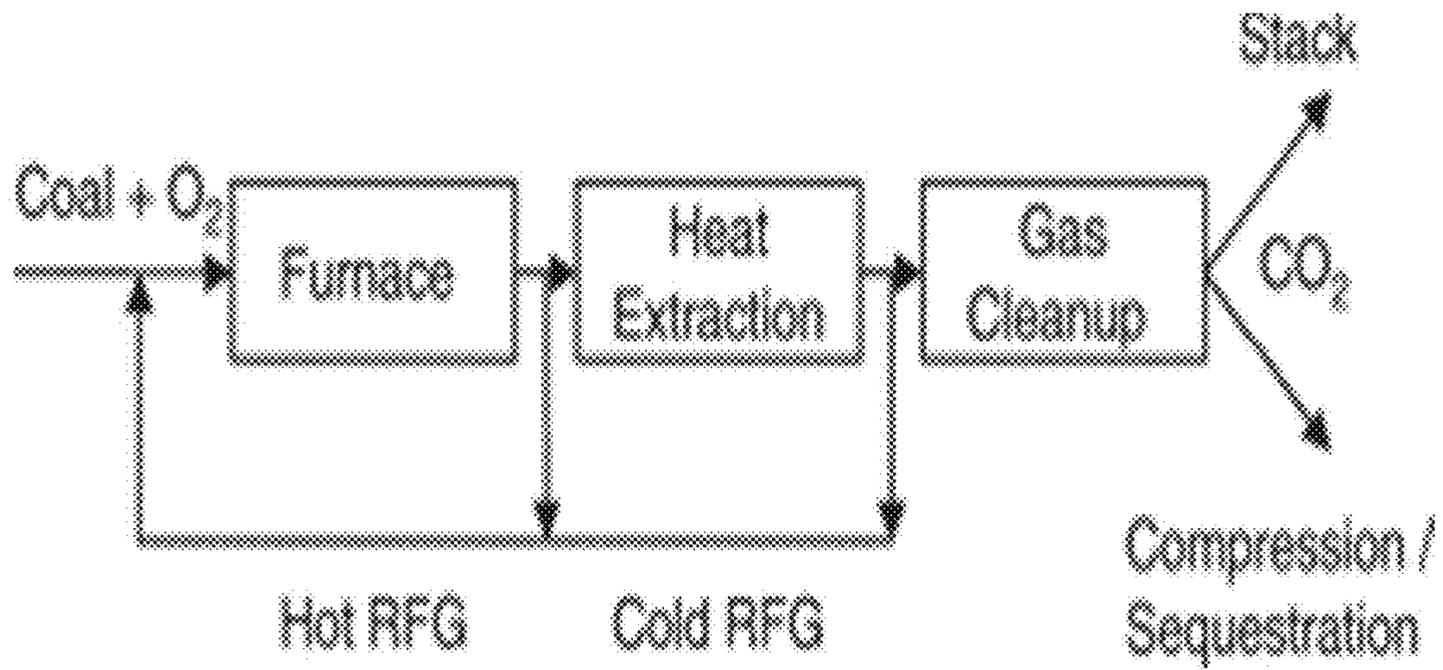 Stack
Coal + O₂
Furnace
Heat
Extraction
Gas
Cleanup
CO₂
Hot RFG
Cold RFG
Compression /
Sequestration